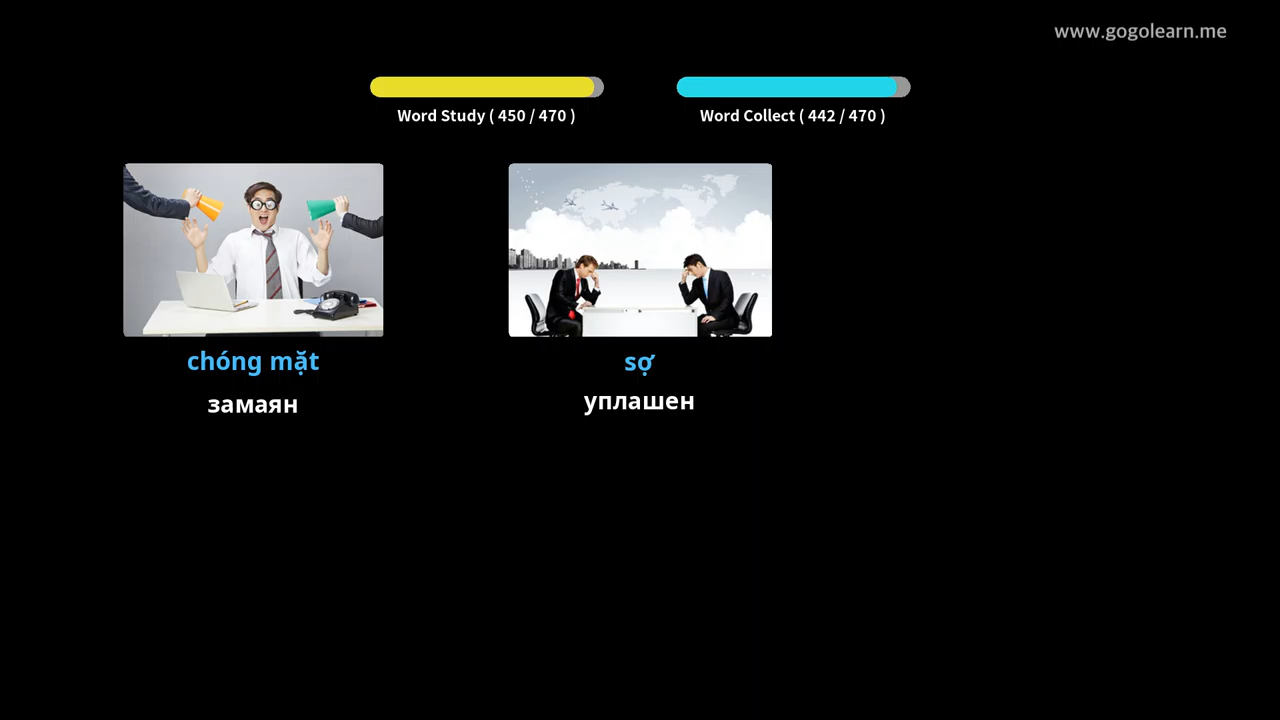 www.gogolearn.me
Word Study ( 450 / 470 )
Word Collect ( 442 / 470 )
chóng mặt
замаян
sợ
уплашен